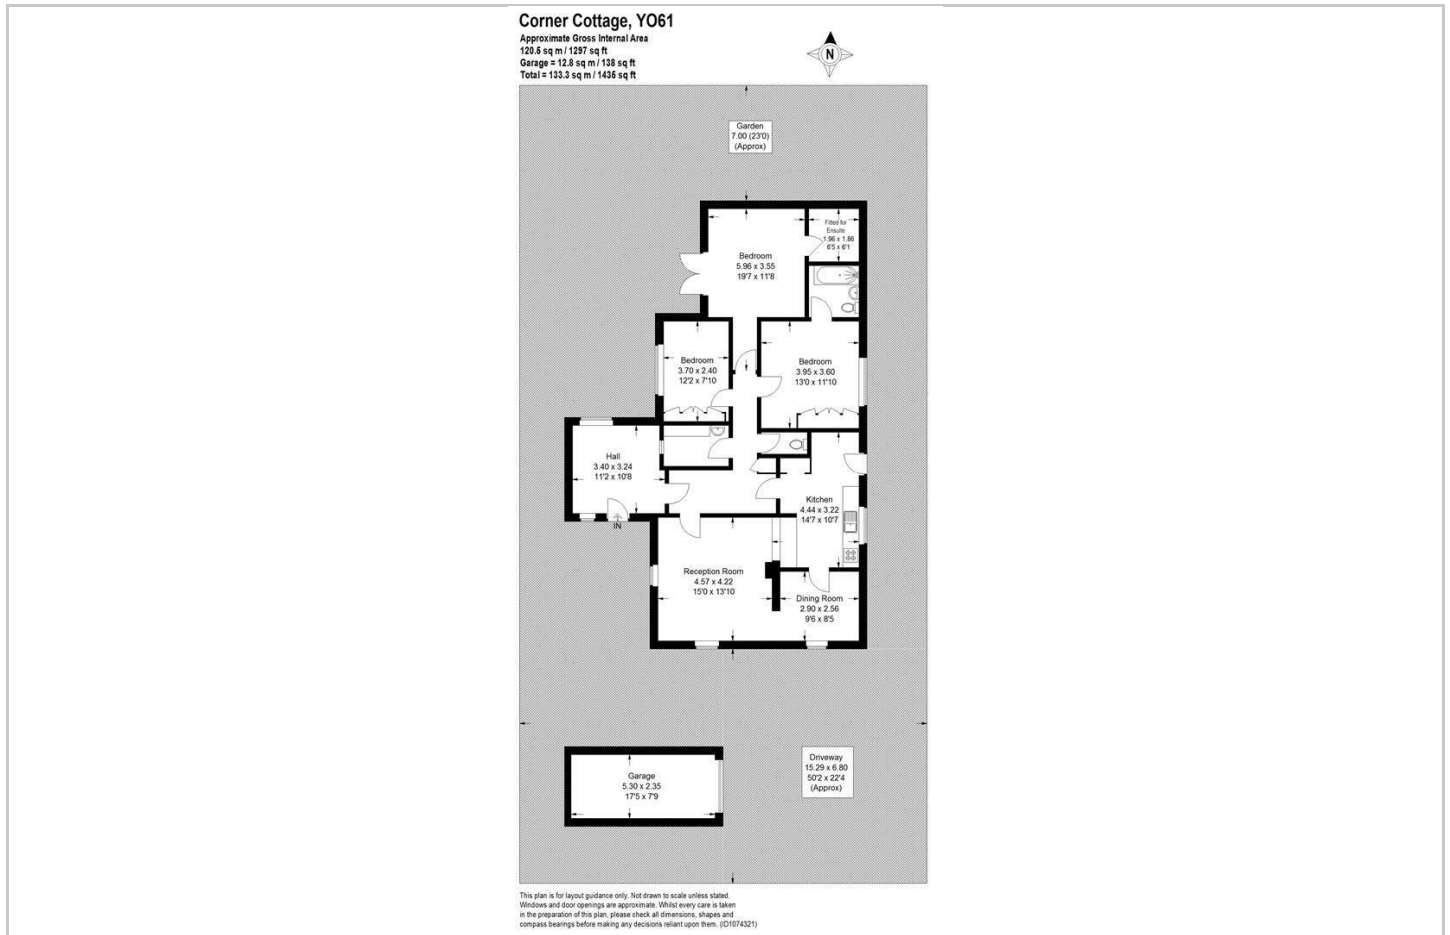 Corner Cottage, YO61
Approximate Gross Internal Area
120.5 sq m / 1297 sq ft
Garage = 12.8 sq m / 138 sq ft
Total = 133.3 sq m / 1435 sq ft
N
Garden
7.00 (23'0)
(Approx)
Fitted for
Ensuite
1.96 x 1.86
6'5 x 6'1
Bedroom
5.96 x 3.55
19'7 x 11'8
Bedroom
3.70 x 2.40
12'2 x 7'10
Bedroom
3.95 x 3.60
13'0 x 11'10
Hall
3.40 x 3.24
11'2 x 10'8
IN
Kitchen
4.44 x 3.22
14'7 x 10'7
Reception Room
4.57 x 4.22
15'0 x 13'10
Dining Room
2.90 x 2.56
9'6 x 8'5
Garage
5.30 x 2.35
17'5 x 7'9
Driveway
15.29 x 6.80
50'2 x 22'4
(Approx)
This plan is for layout guidance only. Not drawn to scale unless stated.
Windows and door openings are approximate. Whilst every care is taken
in the preparation of this plan, please check all dimensions, shapes and
compass bearings before making any decisions reliant upon them. (ID1074321)